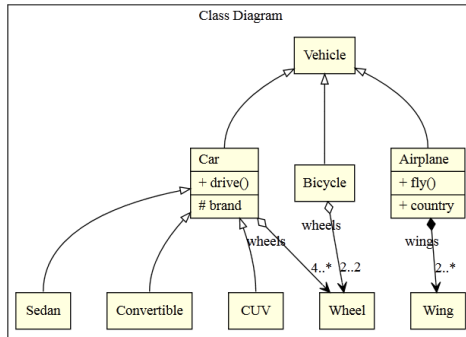 Class Diagram
Vehicle
Car
+ drive()
# brand
Bicycle
Airplane
+ fly()
+ country
wheels
wheels
wings
4..*
2..2
2..*
Sedan
Convertible
CUV
Wheel
Wing